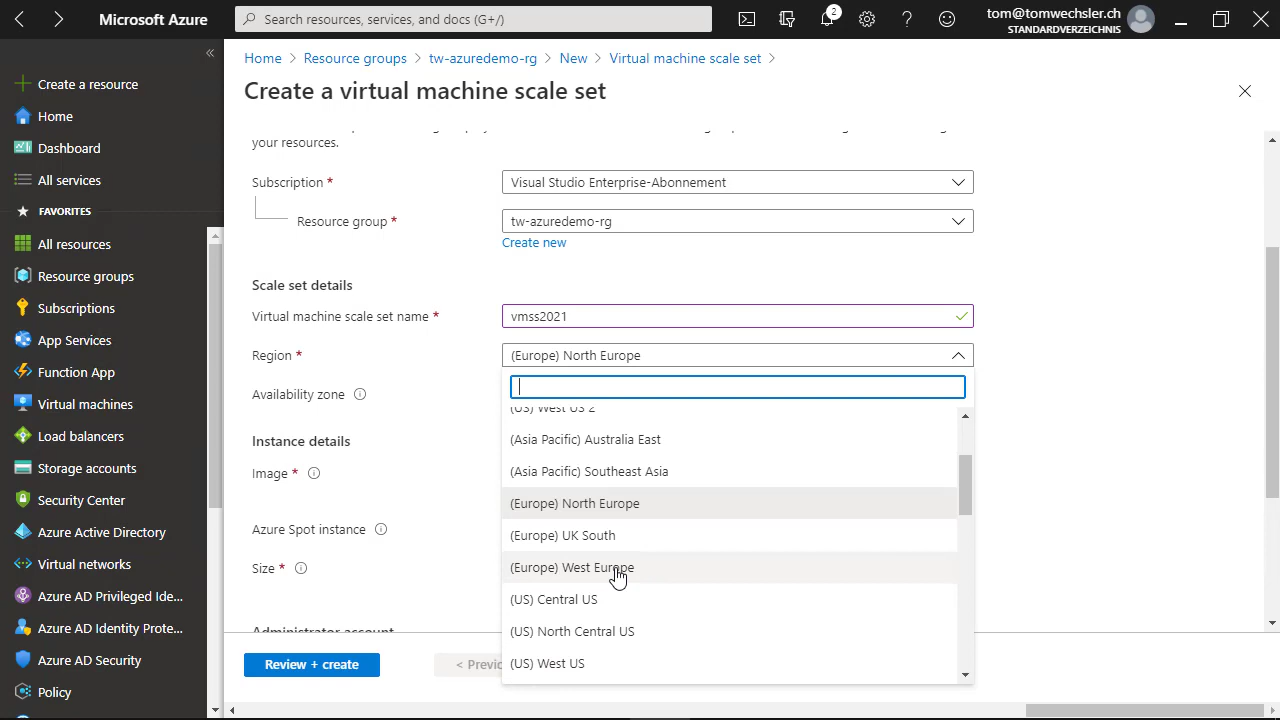 Microsoft Azure
Search resources, services, and docs (G+/)
2
tom@tomwechsler.ch
STANDARDVERZEICHNIS
Create a resource
Home
Dashboard
All services
FAVORITES
All resources
Resource groups
Subscriptions
App Services
Function App
Virtual machines
Load balancers
Storage accounts
Security Center
Azure Active Directory
Virtual networks
Azure AD Privileged Ide...
Azure AD Identity Prote...
Azure AD Security
Policy
Home > Resource groups > tw-azuredemo-rg > New > Virtual machine scale set >
Create a virtual machine scale set
your resources.
Subscription *
Visual Studio Enterprise-Abonnement
Resource group *
tw-azuredemo-rg
Create new
Scale set details
Virtual machine scale set name *
vmss2021
Region *
(Europe) North Europe
Availability zone
(US) West US 2
(Asia Pacific) Australia East
(Asia Pacific) Southeast Asia
(Europe) North Europe
(Europe) UK South
(Europe) West Europe
(US) Central US
(US) North Central US
(US) West US
Instance details
Image *
Azure Spot instance
Size *
Administrator account
Review + create
< Previo